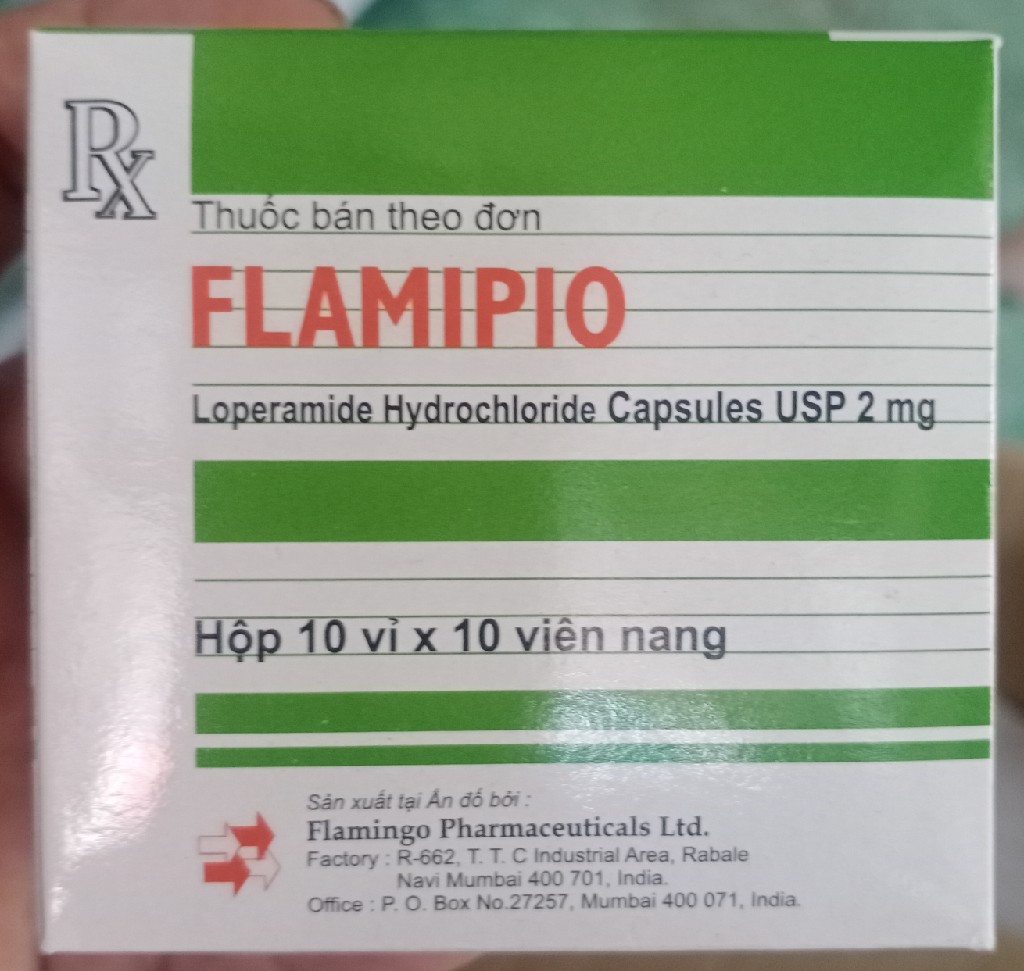 Rx
Thuốc bán theo đơn
FLAMIPIO
Loperamide Hydrochloride Capsules USP 2 mg
Hộp 10 vỉ x 10 viên nang
Sản xuất tại Ấn đố bởi :
Flamingo Pharmaceuticals Ltd.
Factory : R-662, T. T. C Industrial Area, Rabale
Navi Mumbai 400 701, India.
Office : P. O. Box No.27257, Mumbai 400 071, India.